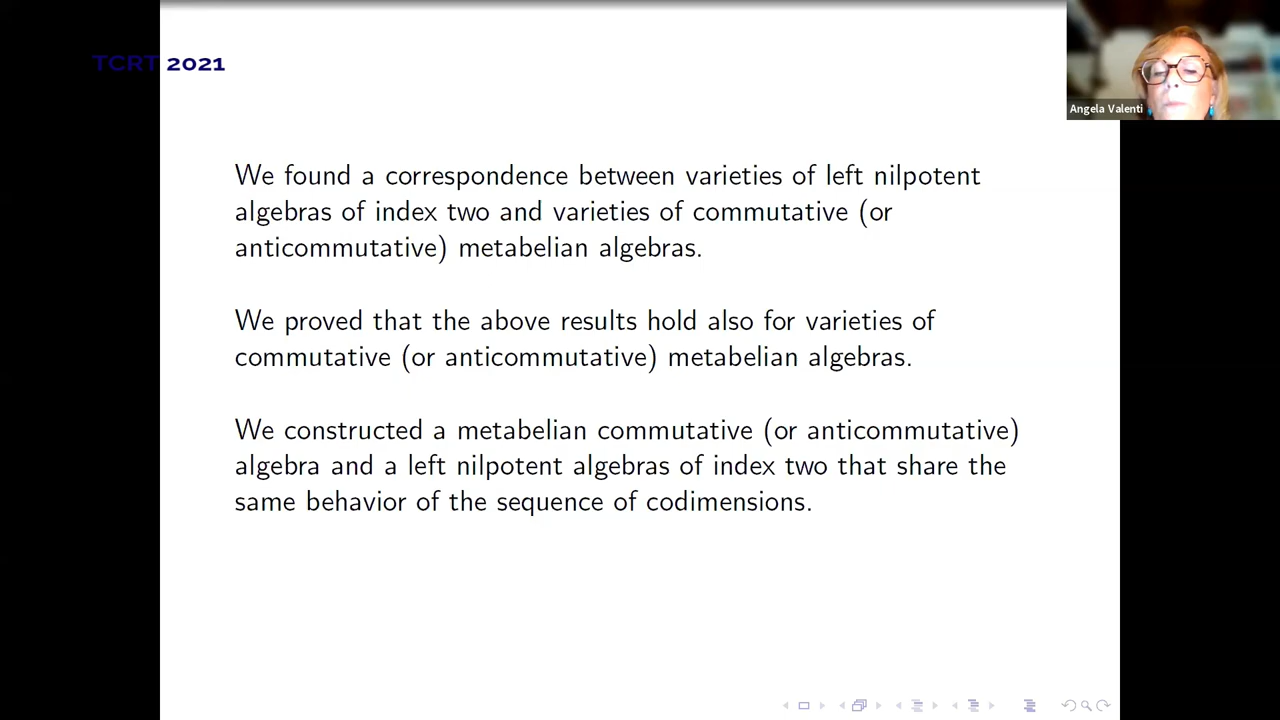 TCRT 2021
Angela Valenti
We found a correspondence between varieties of left nilpotent
algebras of index two and varieties of commutative (or
anticommutative) metabelian algebras.
We proved that the above results hold also for varieties of
commutative (or anticommutative) metabelian algebras.
We constructed a metabelian commutative (or anticommutative)
algebra and a left nilpotent algebras of index two that share the
same behavior of the sequence of codimensions.